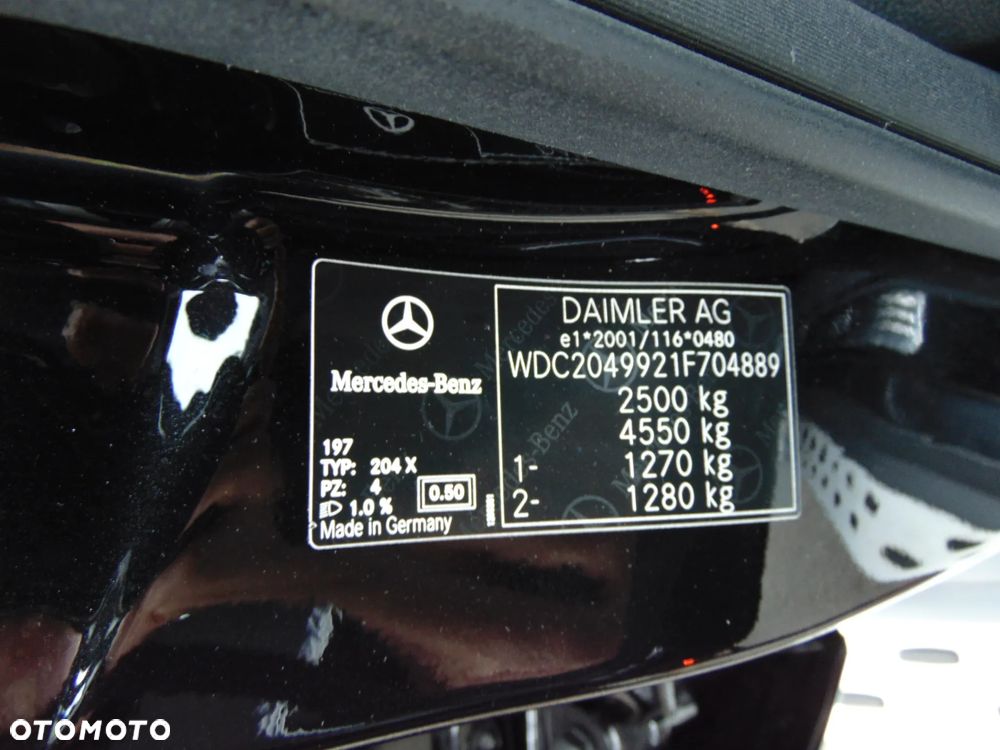 Mercedes-Benz
197
TYP: 204 X
PZ: 4
1.0 %
0.50
Made in Germany
DAIMLER AG
e1*2001/116*0480
WDC2049921F704889
2500 kg
4550 kg
1- 1270 kg
2- 1280 kg
OTOMOTO